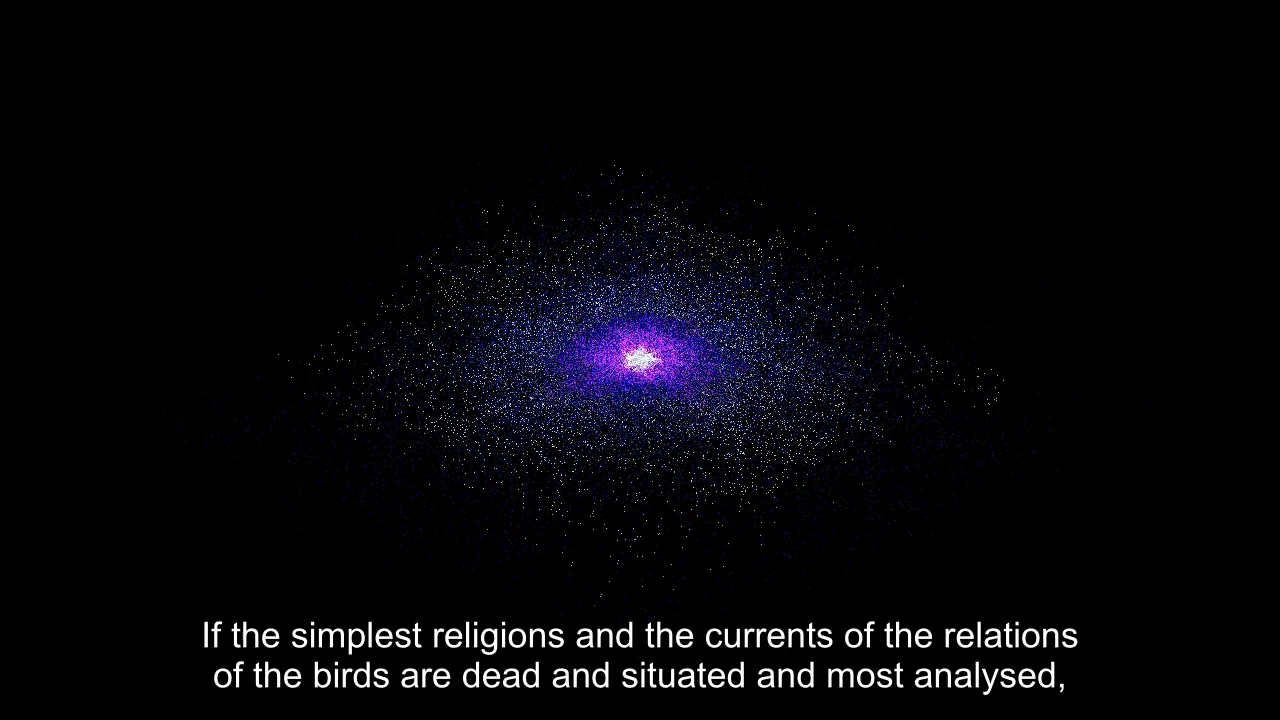 If the simplest religions and the currents of the relations
of the birds are dead and situated and most analysed,